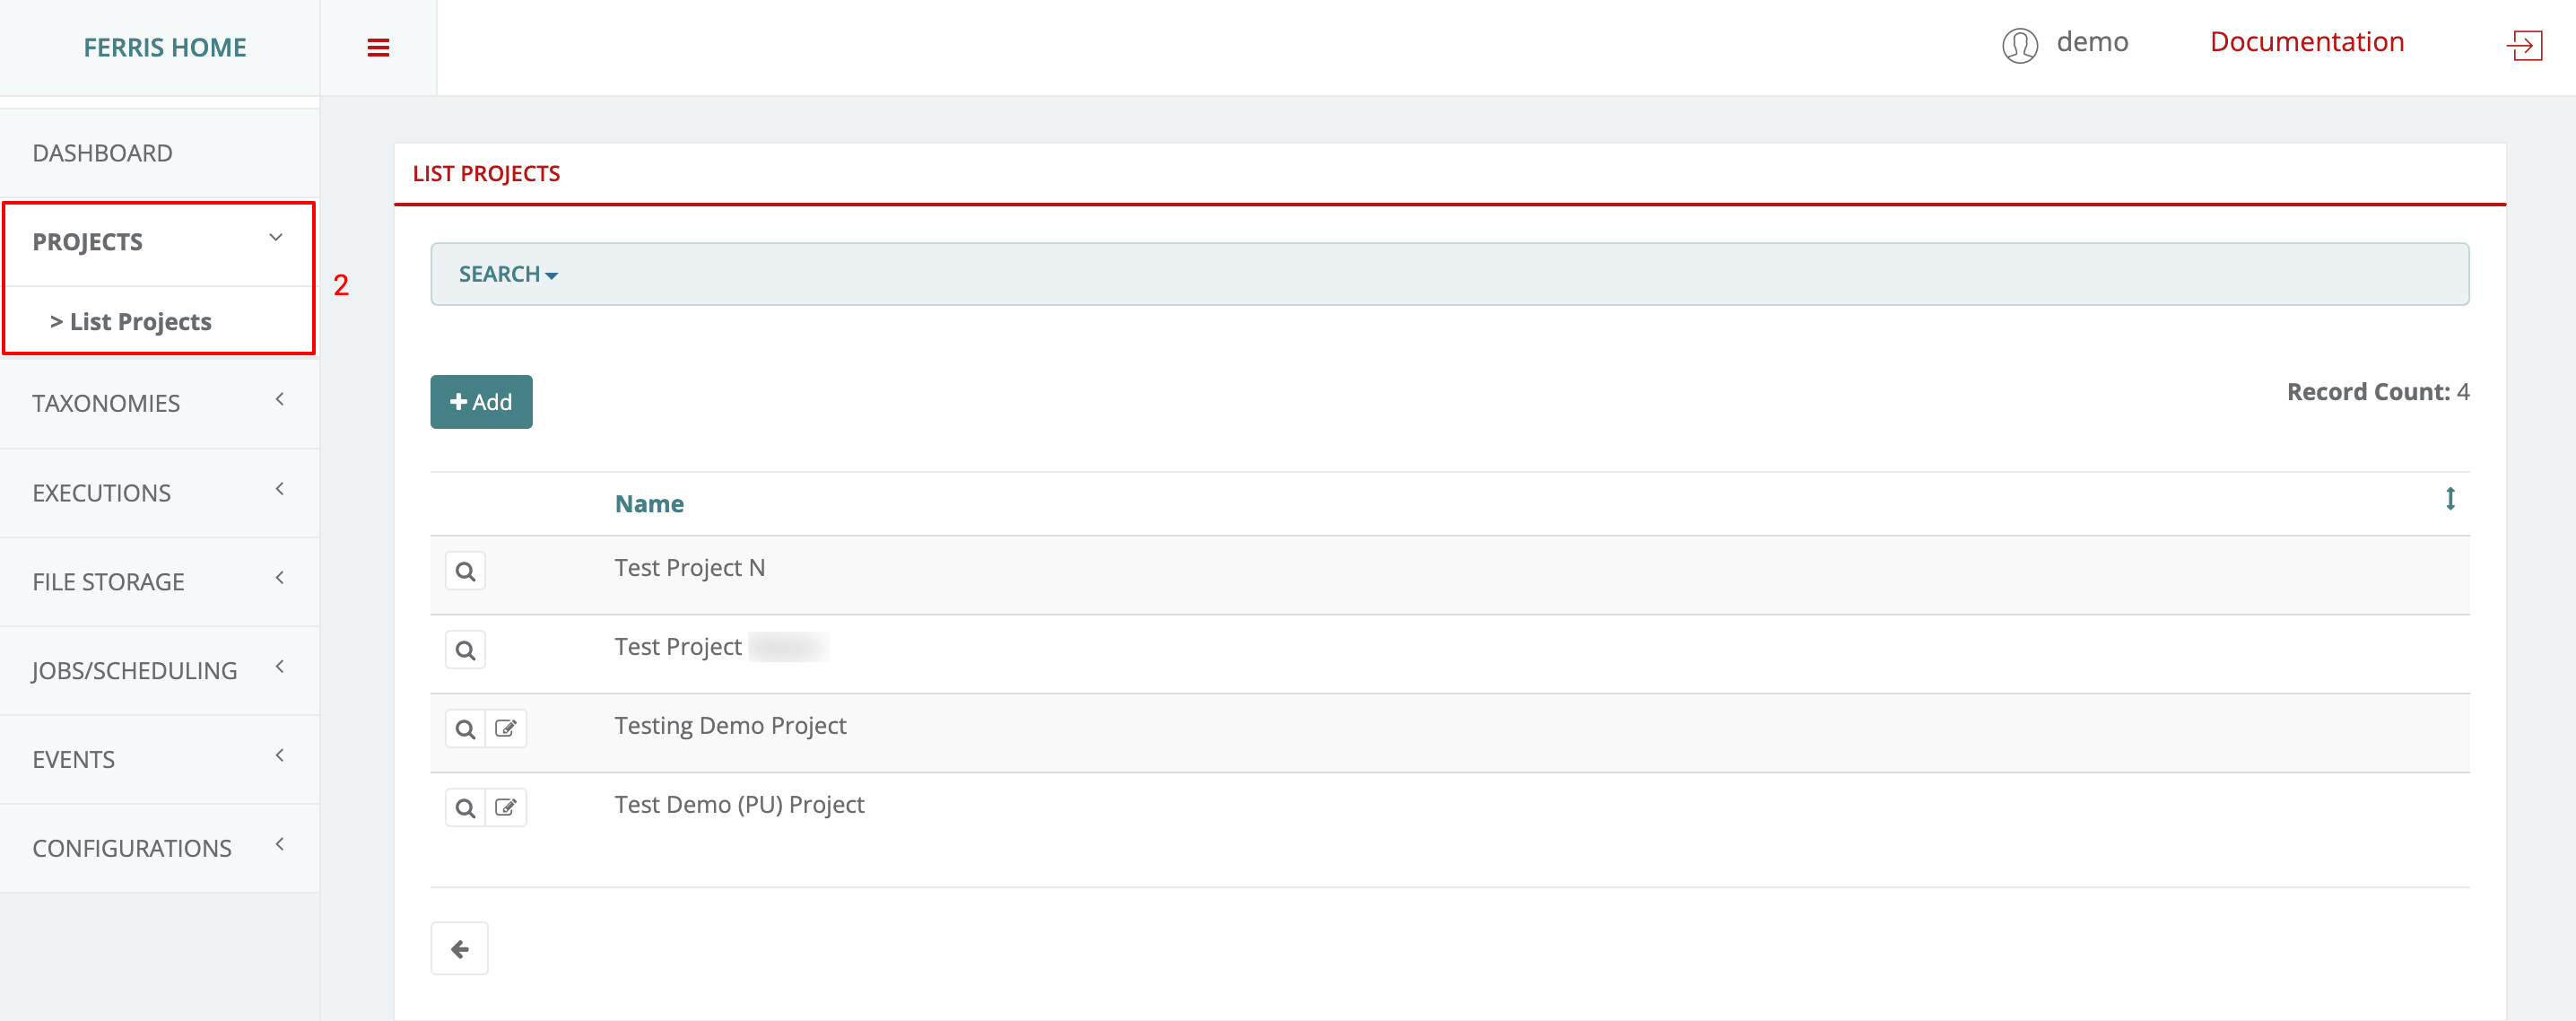 FERRIS HOME
demo
Documentation
DASHBOARD
PROJECTS
> List Projects
2
TAXONOMIES
EXECUTIONS
FILE STORAGE
JOBS/SCHEDULING
EVENTS
CONFIGURATIONS
LIST PROJECTS
SEARCH
+ Add
Record Count: 4
Name
Test Project N
Test Project
Testing Demo Project
Test Demo (PU) Project